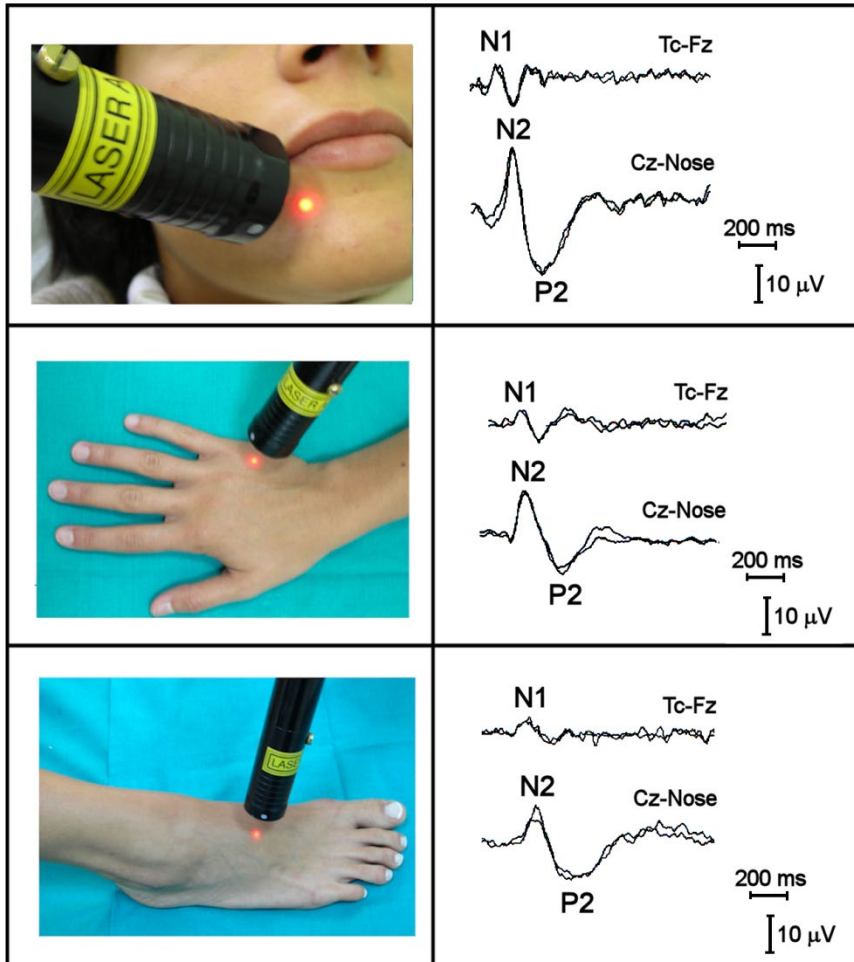 LASER A
N1
Tc-Fz
N2
Cz-Nose
P2
200 ms
10 μV
LASER A
N1
Tc-Fz
N2
Cz-Nose
P2
200 ms
10 μV
LASER
N1
Tc-Fz
N2
Cz-Nose
P2
200 ms
10 μV